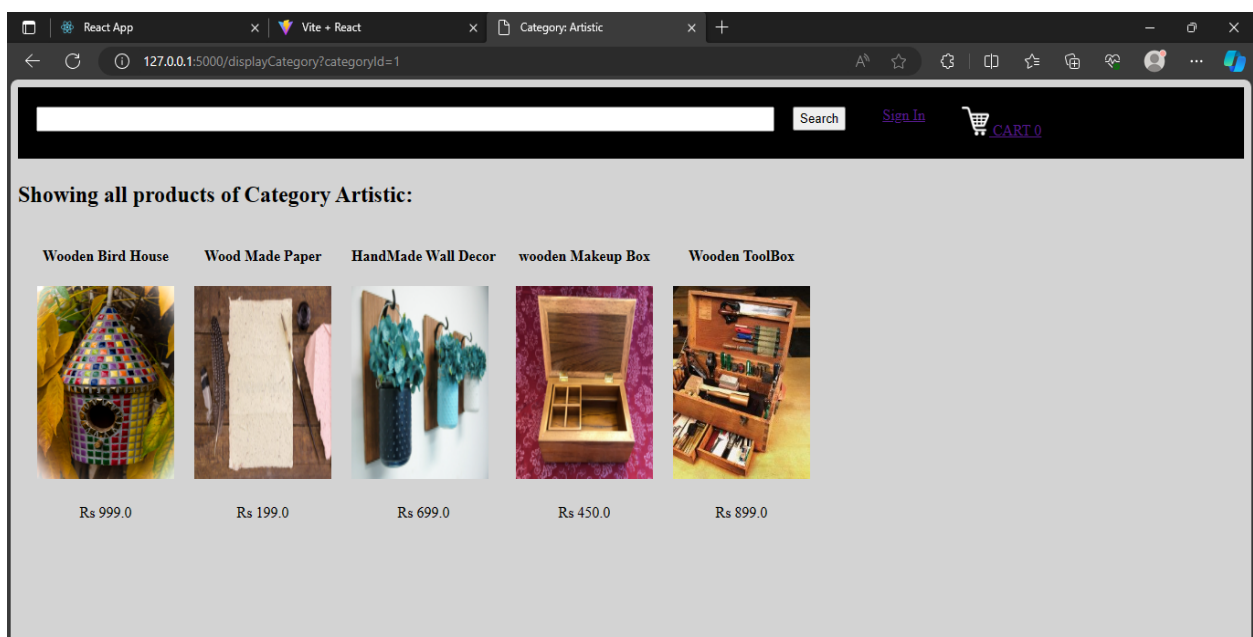 React App
Vite + React
Category: Artistic
127.0.0.1:5000/displayCategory?categoryId=1
Search
Sign In
CART 0
Showing all products of Category Artistic:
Wooden Bird House
Wood Made Paper
HandMade Wall Decor
wooden Makeup Box
Wooden ToolBox
Rs 999.0
Rs 199.0
Rs 699.0
Rs 450.0
Rs 899.0